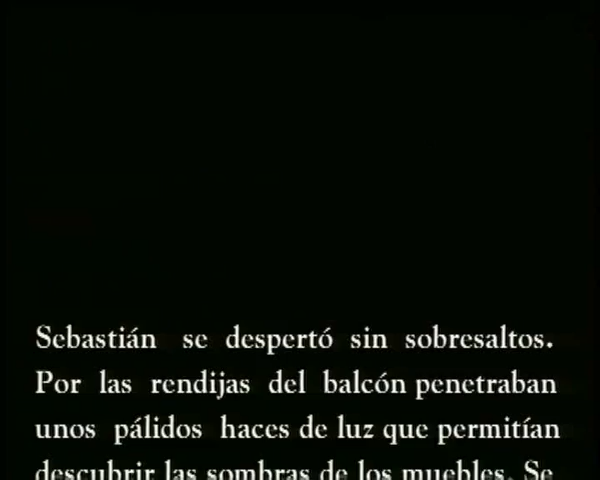 Sebastián se despertó sin sobresaltos.
Por las rendijas del balcón penetraban
unos pálidos haces de luz que permitían
descubrir las sombras de los muebles. Se